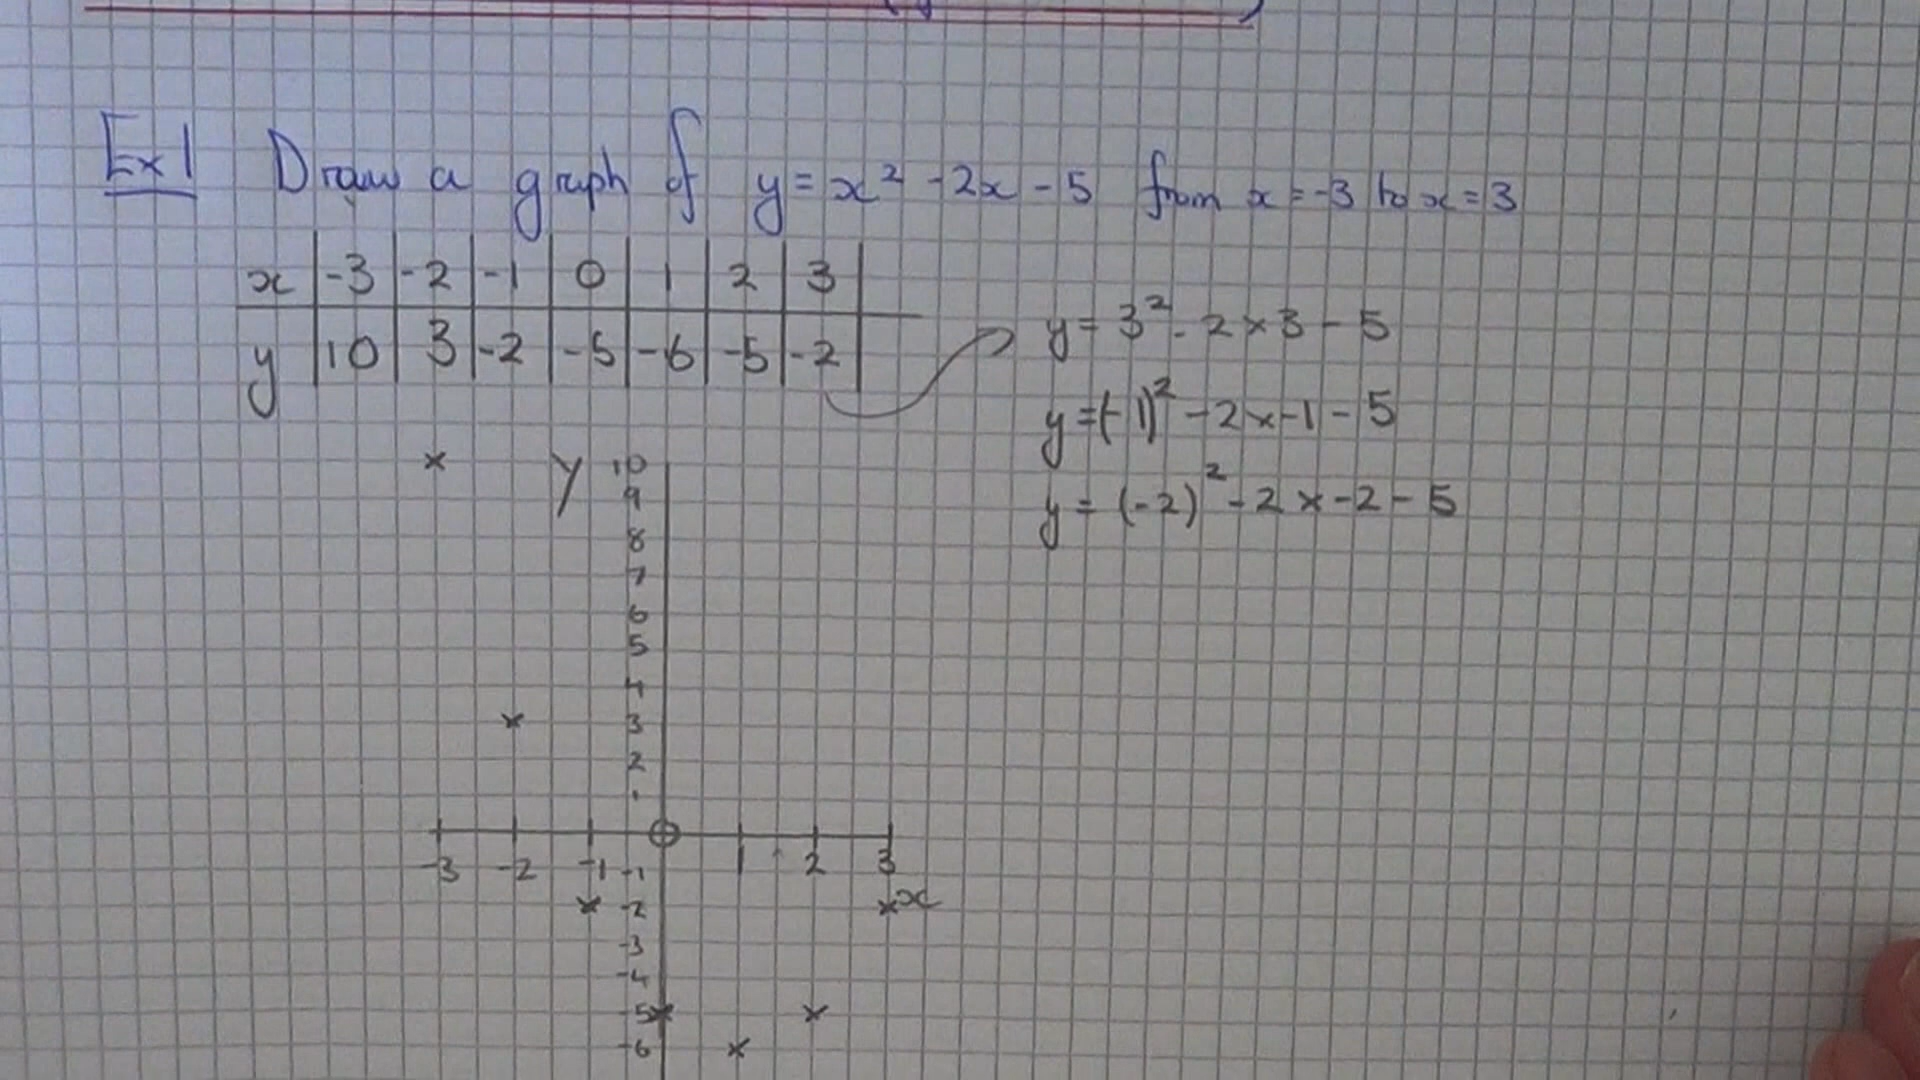 Ex1 Draw a graph of y = x² - 2x - 5 from x = -3 to x = 3
x -3 -2 -1 0 1 2 3
y 10 3 -2 -5 -6 -5 -2
y = 3² - 2 × 3 - 5
y = (-1)² - 2 × -1 - 5
y = (-2)² - 2 × -2 - 5
y 10
9
8
7
6
5
4
3
2
1
-3 -2 -1 -1 1 2 3
-2 x
-3
-4
-5
-6